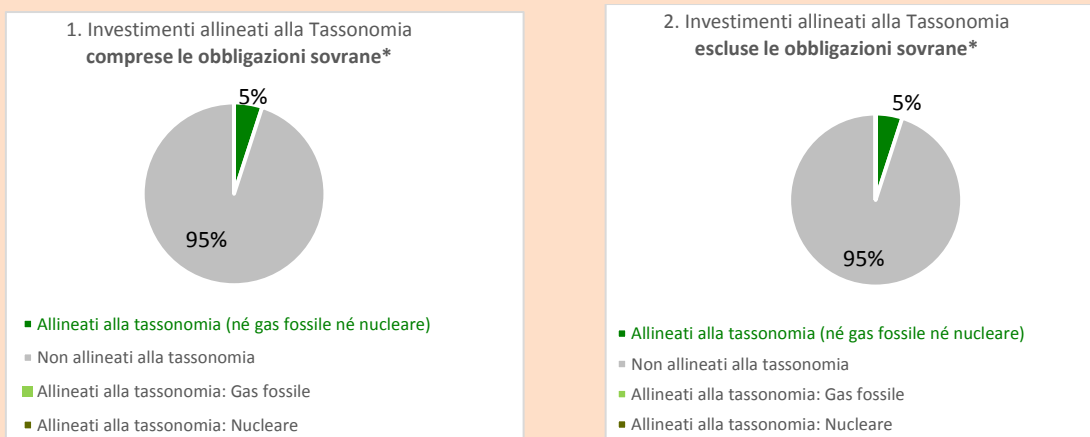 1. Investimenti allineati alla Tassonomia
comprese le obbligazioni sovrane*
5%
95%
Allineati alla tassonomia (né gas fossile né nucleare)
Non allineati alla tassonomia
Allineati alla tassonomia: Gas fossile
Allineati alla tassonomia: Nucleare
2. Investimenti allineati alla Tassonomia
escluse le obbligazioni sovrane*
5%
95%
Allineati alla tassonomia (né gas fossile né nucleare)
Non allineati alla tassonomia
Allineati alla tassonomia: Gas fossile
Allineati alla tassonomia: Nucleare